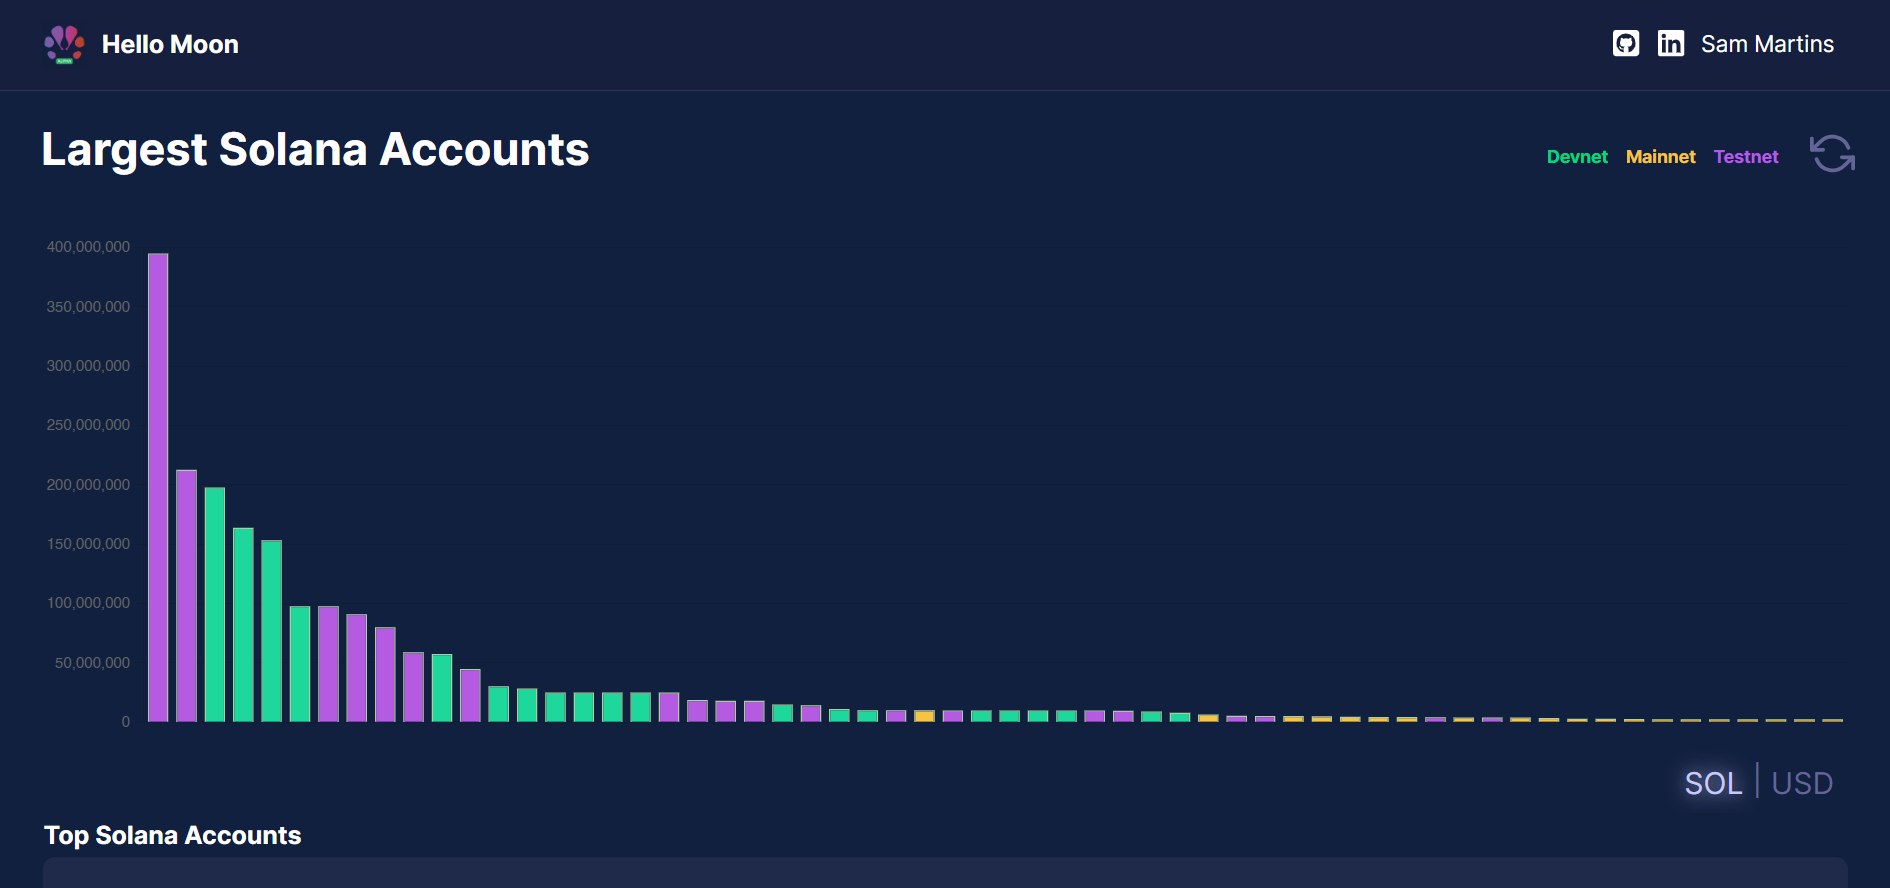 Hello Moon
Sam Martins
Largest Solana Accounts
Devnet Mainnet Testnet
400,000,000
350,000,000
300,000,000
250,000,000
200,000,000
150,000,000
100,000,000
50,000,000
0
SOL | USD
Top Solana Accounts